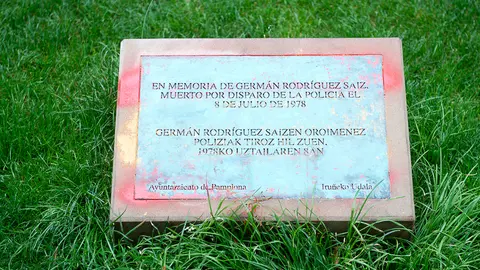 EN MEMORIA DE GERMÁN RODRÍGUEZ SAIZ.
MUERTO POR DISPARO DE LA POLICIA EL
8 DE JULIO DE 1978
GERMÁN RODRÍGUEZ SAIZEN OROIMENEZ
POLIZIAK TIROZ HIL ZUEN,
1978KO UZTAILAREN 8AN
Ayuntamiento de Pamplona Iruñeko Udala